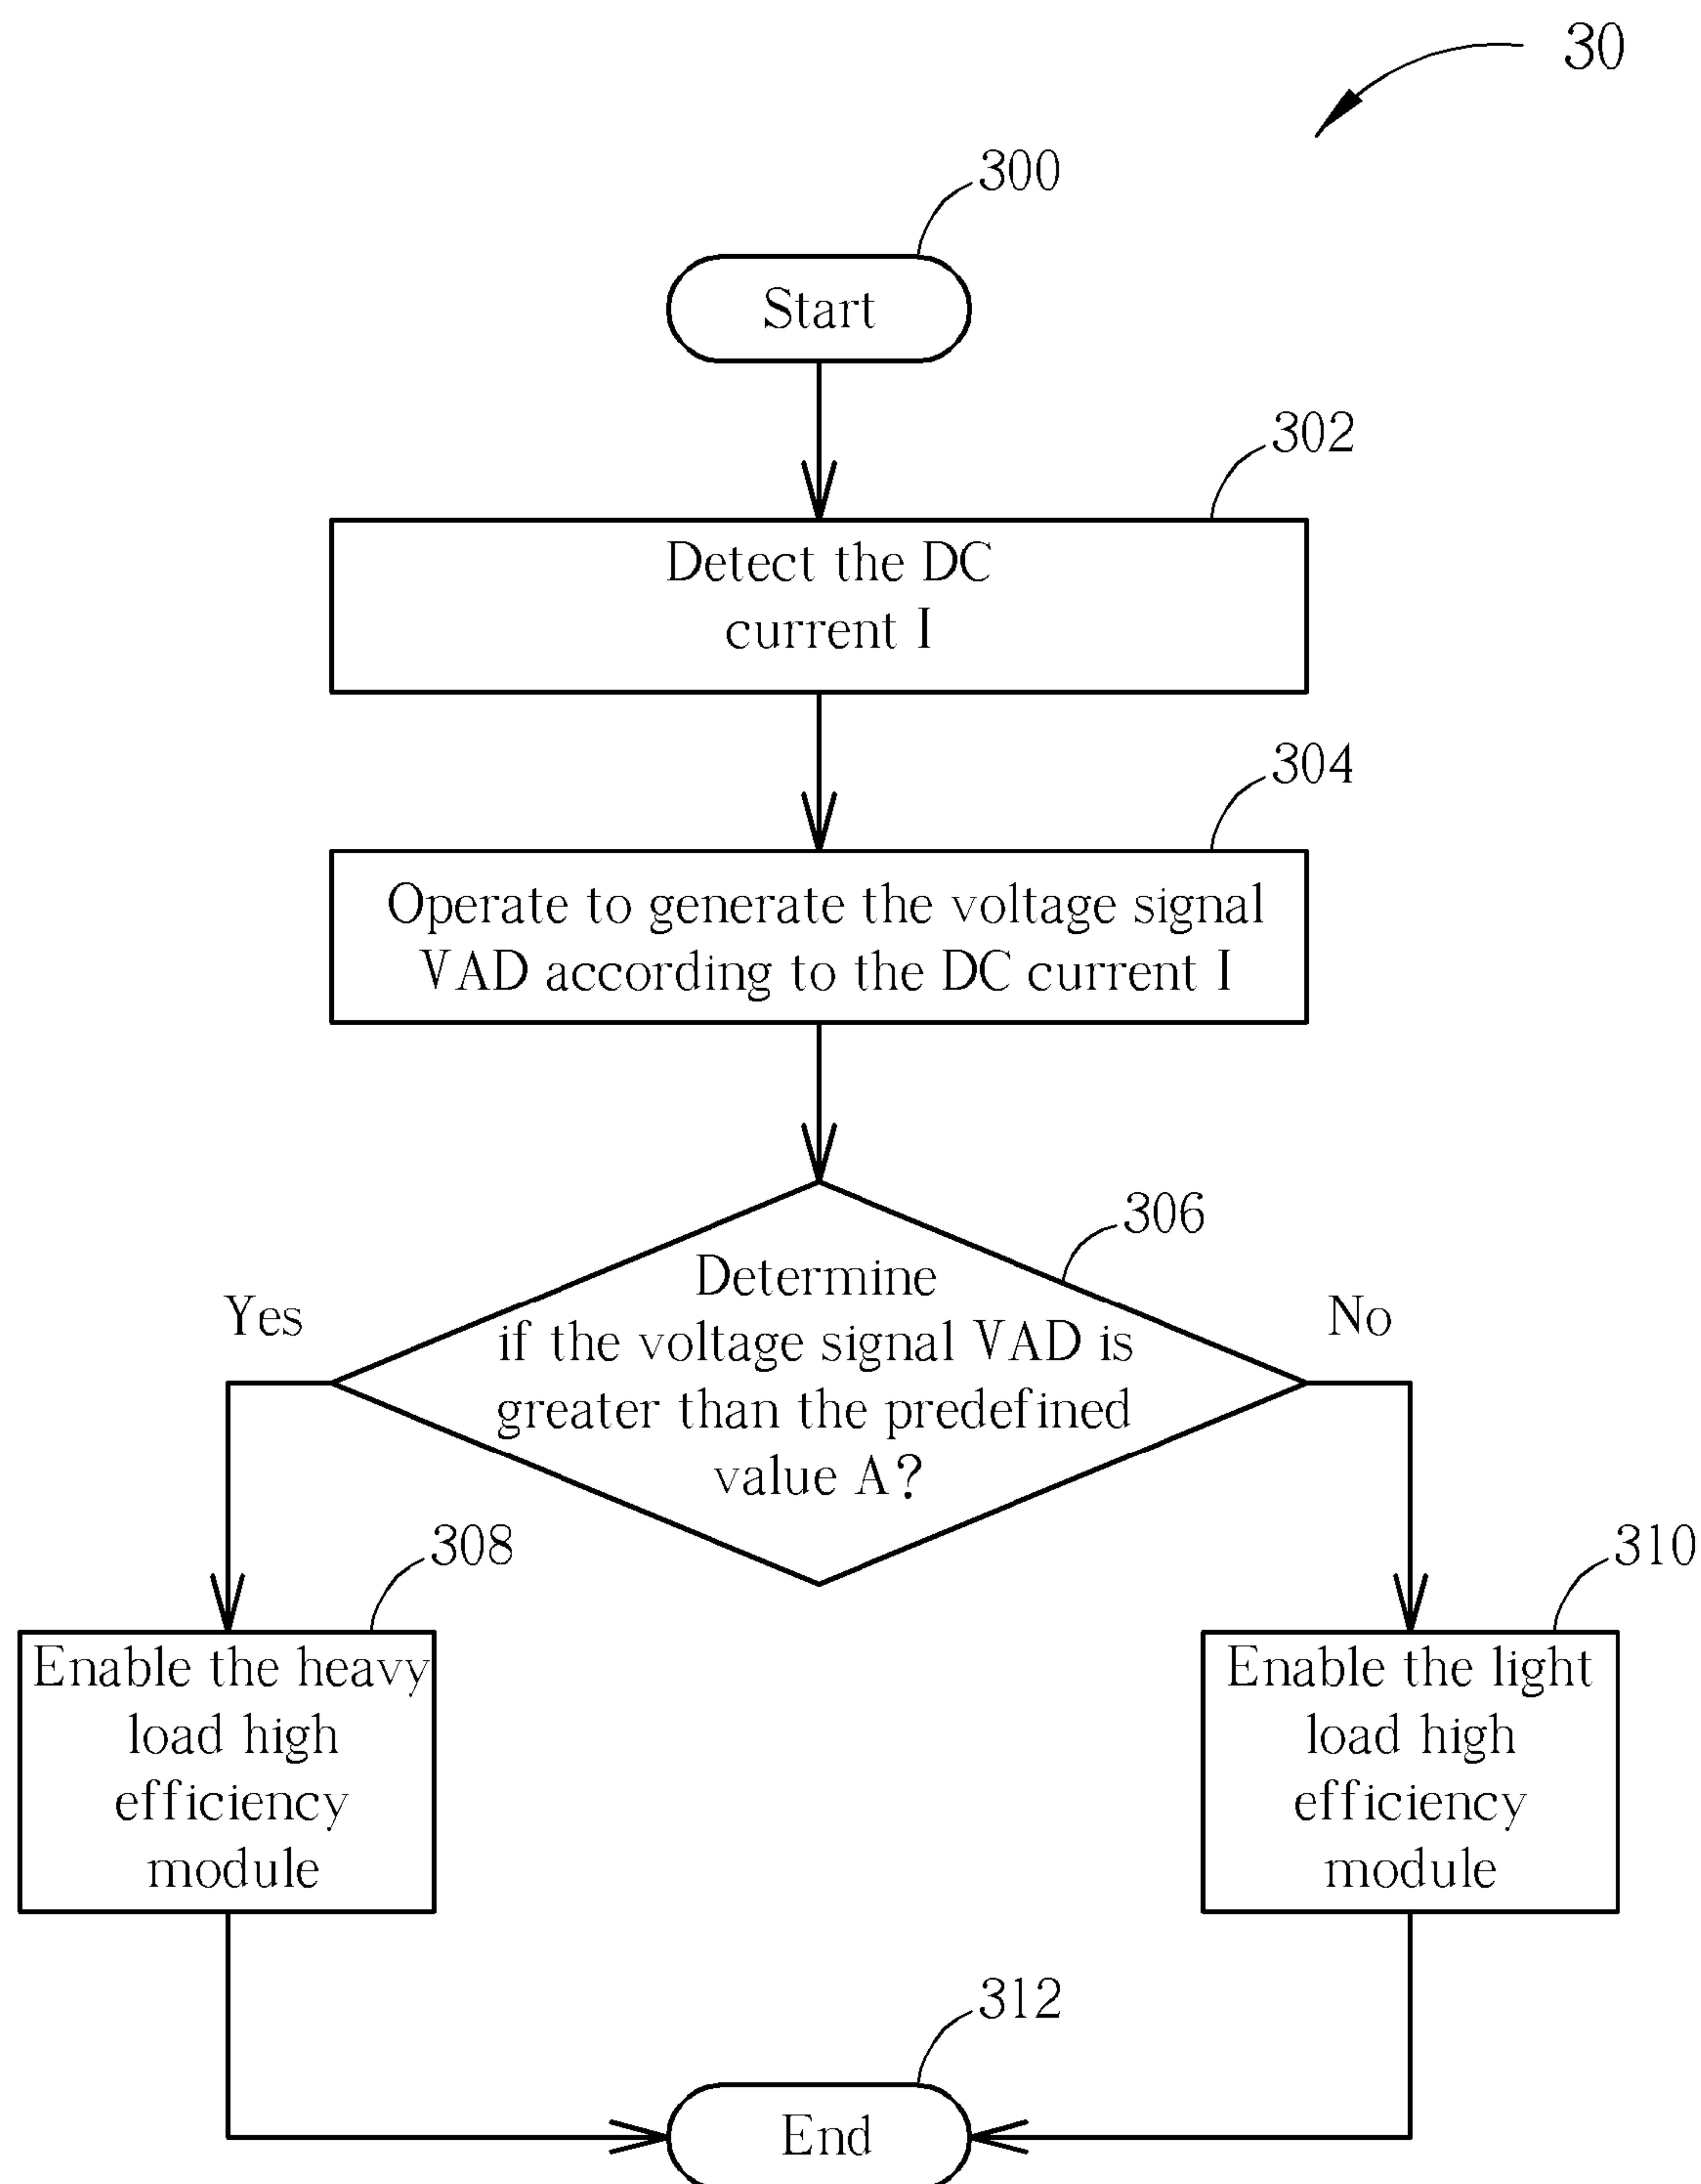 30
300
Start
302
Detect the DC
current I
304
Operate to generate the voltage signal
VAD according to the DC current I
306
Determine
if the voltage signal VAD is
greater than the predefined
value A?
Yes
No
308
Enable the heavy
load high
efficiency
module
310
Enable the light
load high
efficiency
module
312
End